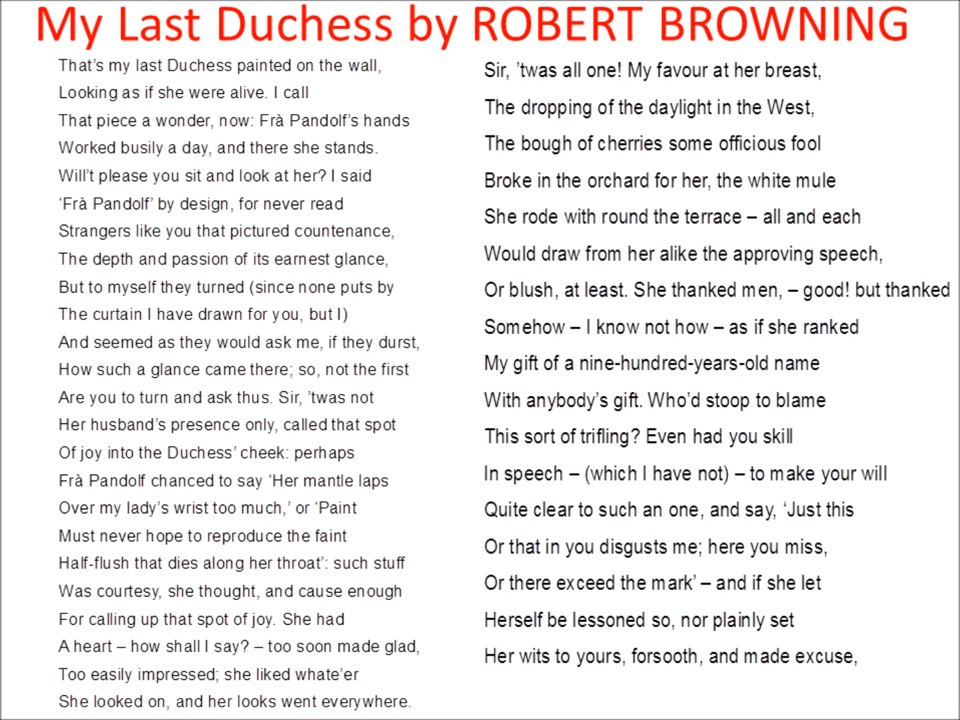 My Last Duchess by ROBERT BROWNING
That’s my last Duchess painted on the wall,
Looking as if she were alive. I call
That piece a wonder, now: Frà Pandolf’s hands
Worked busily a day, and there she stands.
Will’t please you sit and look at her? I said
‘Frà Pandolf’ by design, for never read
Strangers like you that pictured countenance,
The depth and passion of its earnest glance,
But to myself they turned (since none puts by
The curtain I have drawn for you, but I)
And seemed as they would ask me, if they durst,
How such a glance came there; so, not the first
Are you to turn and ask thus. Sir, ’twas not
Her husband’s presence only, called that spot
Of joy into the Duchess’ cheek: perhaps
Frà Pandolf chanced to say ‘Her mantle laps
Over my lady’s wrist too much,’ or ‘Paint
Must never hope to reproduce the faint
Half-flush that dies along her throat’: such stuff
Was courtesy, she thought, and cause enough
For calling up that spot of joy. She had
A heart – how shall I say? – too soon made glad,
Too easily impressed; she liked whate’er
She looked on, and her looks went everywhere.
Sir, ’twas all one! My favour at her breast,
The dropping of the daylight in the West,
The bough of cherries some officious fool
Broke in the orchard for her, the white mule
She rode with round the terrace – all and each
Would draw from her alike the approving speech,
Or blush, at least. She thanked men, – good! but thanked
Somehow – I know not how – as if she ranked
My gift of a nine-hundred-years-old name
With anybody’s gift. Who’d stoop to blame
This sort of trifling? Even had you skill
In speech – (which I have not) – to make your will
Quite clear to such an one, and say, ‘Just this
Or that in you disgusts me; here you miss,
Or there exceed the mark’ – and if she let
Herself be lessoned so, nor plainly set
Her wits to yours, forsooth, and made excuse,